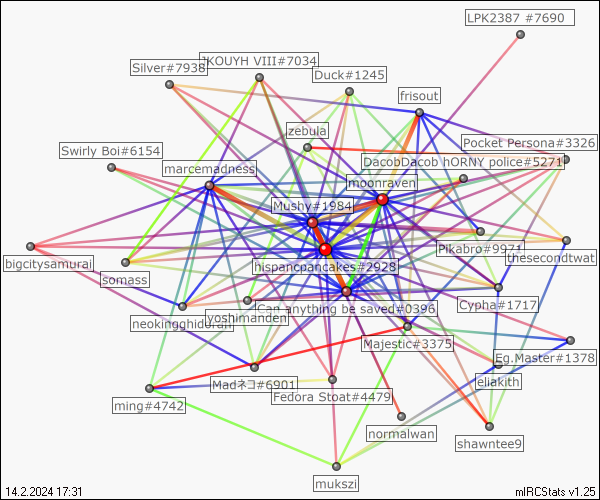 LPK2387 #7690
JKOUYH VIII#7034
Silver#7938
Duck#1245
frisout
zebula
Pocket Persona#3326
Swirly Boi#6154
DacobDacob hORNy police#5271
marcemadness
moonraven
Mushy#1984
Pikabro#9971
thesecondtwat
bigcitysamurai
hispancpancakes#2928
somass
Can anything be saved#0396
Cypha#1717
yoshimanden
neokingghidorah
Majestic#3375
Eg.Master#1378
Madネコ#6901
eliakith
Fedora Stoat#4479
ming#4742
normalwan
shawntee9
mukszi
14.2.2024 17:31
mIRCStats v1.25